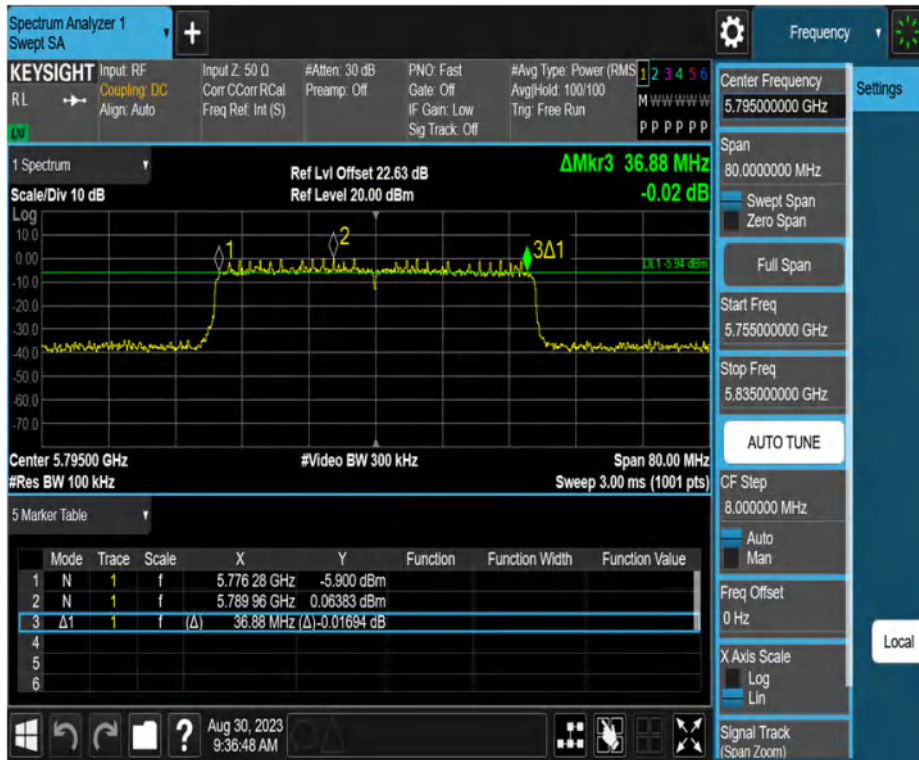 Spectrum Analyzer 1
Swept SA
Frequency
KEYSIGHT Input: RF Input Z: 50 Ω #Atten: 30 dB PNO: Fast #Avg Type: Power (RMS 1 2 3 4 5 6
RL Coupling: DC Corr CCorr RCal Preamp: Off Gate: Off Avg|Hold: 100/100 M W W W W W
Align: Auto Freq Ref: Int (S) IF Gain: Low Trig: Free Run
Sig Track: Off P P P P P P
LXI
1 Spectrum
Ref Lvl Offset 22.63 dB ΔMkr3 36.88 MHz
Scale/Div 10 dB Ref Level 20.00 dBm -0.02 dB
Log
10.0
0.00
-10.0
-20.0
-30.0
-40.0
-50.0
-60.0
-70.0
1
2
3Δ1
DL1 -5.94 dBm
Center 5.79500 GHz #Video BW 300 kHz Span 80.00 MHz
#Res BW 100 kHz Sweep 3.00 ms (1001 pts)
5 Marker Table
Mode Trace Scale X Y Function Function Width Function Value
1 N 1 f 5.776 28 GHz -5.900 dBm
2 N 1 f 5.789 96 GHz 0.06383 dBm
3 Δ1 1 f (Δ) 36.88 MHz (Δ)-0.01694 dB
4
5
6
?
Aug 30, 2023
9:36:48 AM
Center Frequency
5.795000000 GHz
Settings
Span
80.0000000 MHz
Swept Span
Zero Span
Full Span
Start Freq
5.755000000 GHz
Stop Freq
5.835000000 GHz
AUTO TUNE
CF Step
8.000000 MHz
Auto
Man
Freq Offset
0 Hz
X Axis Scale
Log
Lin
Signal Track
(Span Zoom)
Local